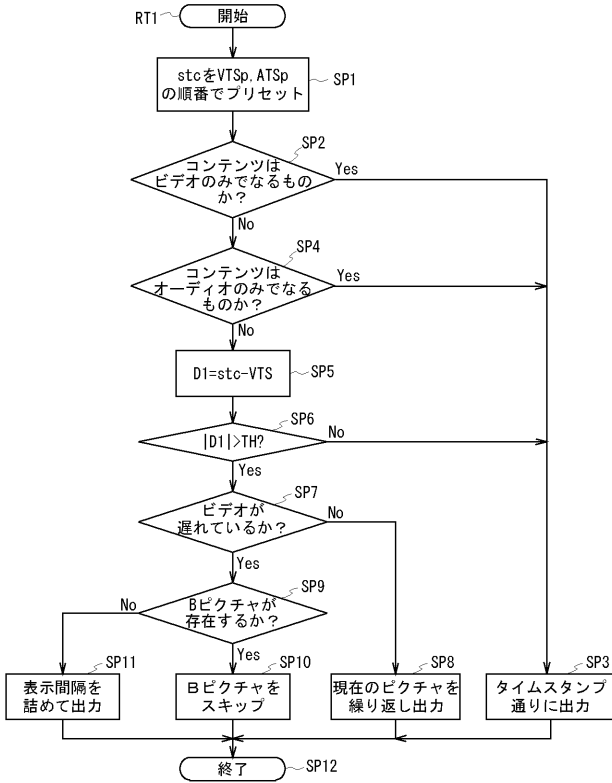 RT1
開始
stcをVTSp, ATSp
の順番でプリセット
SP1
SP2
コンテンツは
ビデオのみでなるもの
か?
Yes
No
SP4
コンテンツは
オーディオのみでなる
ものか?
Yes
No
D1=stc-VTS
SP5
SP6
|D1|>TH?
No
Yes
SP7
ビデオが
遅れているか?
No
Yes
SP9
Bピクチャが
存在するか?
No
Yes
SP11
表示間隔を
詰めて出力
SP10
Bピクチャを
スキップ
SP8
現在のピクチャを
繰り返し出力
SP3
タイムスタンプ
通りに出力
終了
SP12